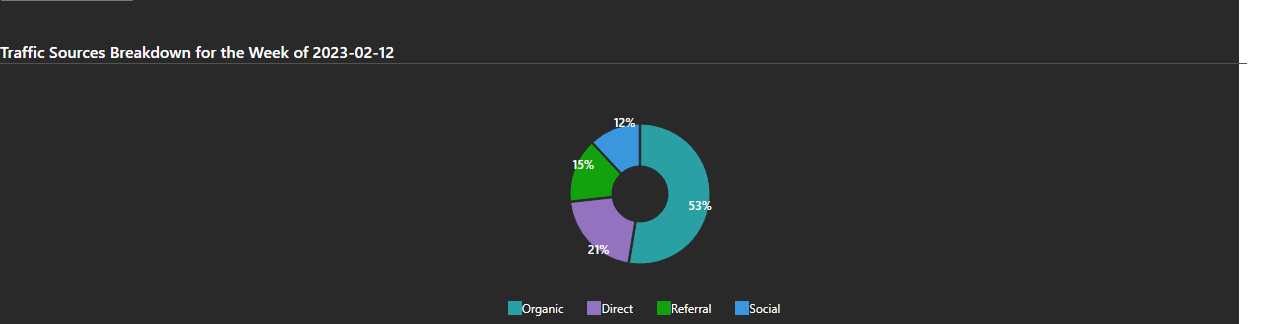 Traffic Sources Breakdown for the Week of 2023-02-12
12%
15%
53%
21%
Organic Direct Referral Social